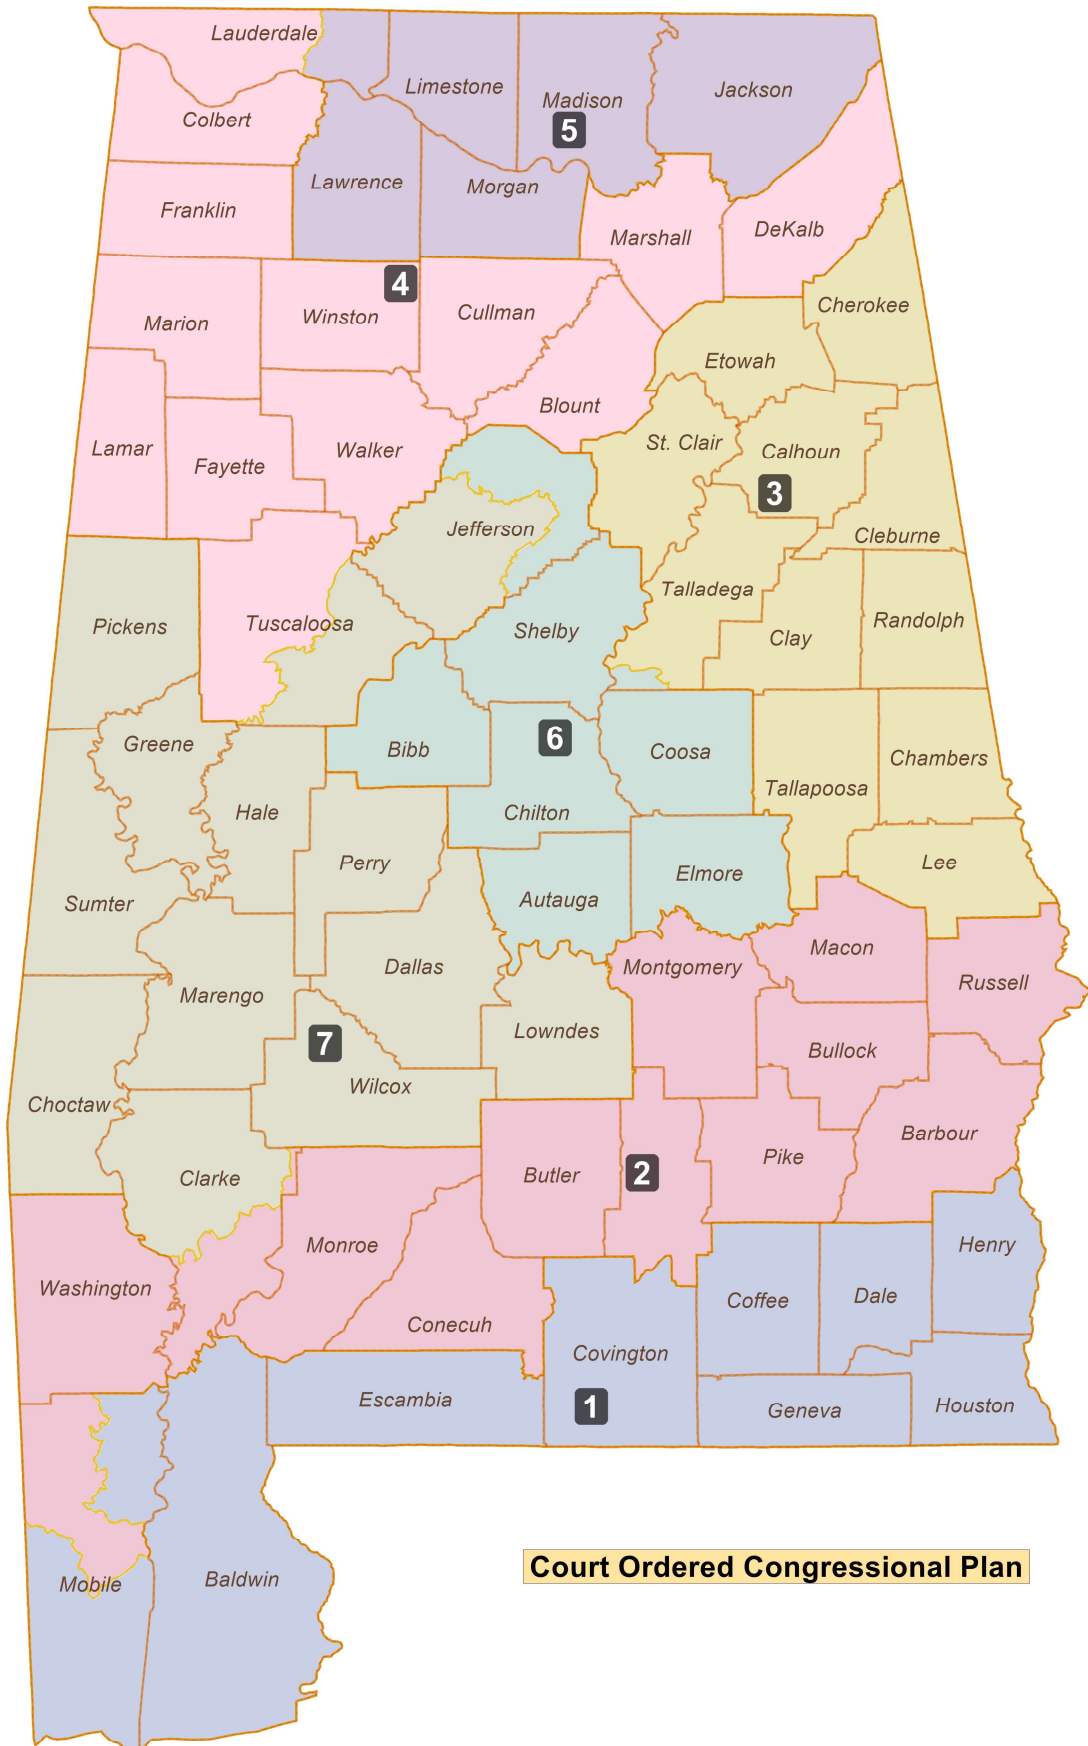 Lauderdale
Limestone
Madison
Jackson
5
Colbert
Lawrence
Morgan
Franklin
Marshall
DeKalb
4
Marion
Winston
Cullman
Cherokee
Etowah
Blount
Lamar
Fayette
Walker
St. Clair
Calhoun
3
Jefferson
Cleburne
Talladega
Pickens
Tuscaloosa
Shelby
Clay
Randolph
Greene
Bibb
6
Coosa
Chambers
Tallapoosa
Hale
Chilton
Perry
Elmore
Lee
Sumter
Autauga
Macon
Montgomery
Dallas
Russell
Marengo
Lowndes
7
Bullock
Wilcox
Choctaw
Barbour
Pike
Butler
2
Clarke
Monroe
Henry
Washington
Coffee
Dale
Conecuh
Covington
Escambia
1
Geneva
Houston
Mobile
Baldwin
Court Ordered Congressional Plan